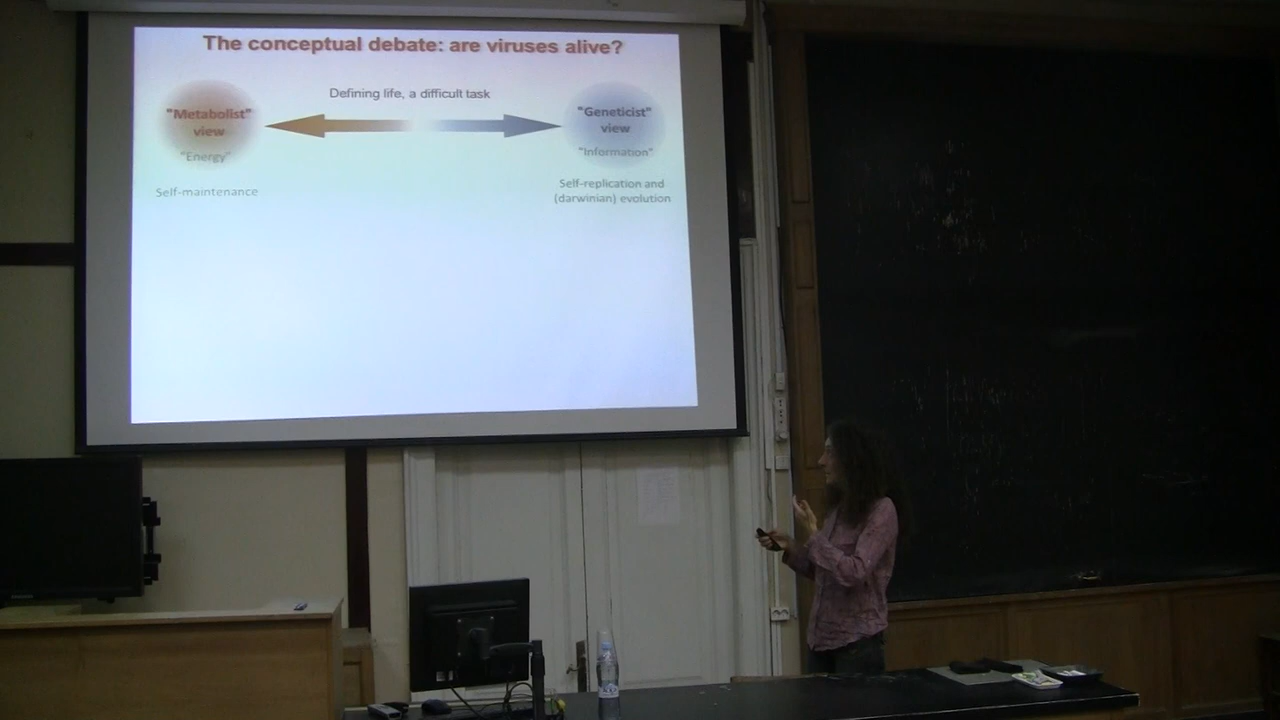 The conceptual debate: are viruses alive?
Defining life, a difficult task
"Metabolist"
view
"Energy"
Self-maintenance
"Geneticist"
view
"Information"
Self-replication and
(darwinian) evolution